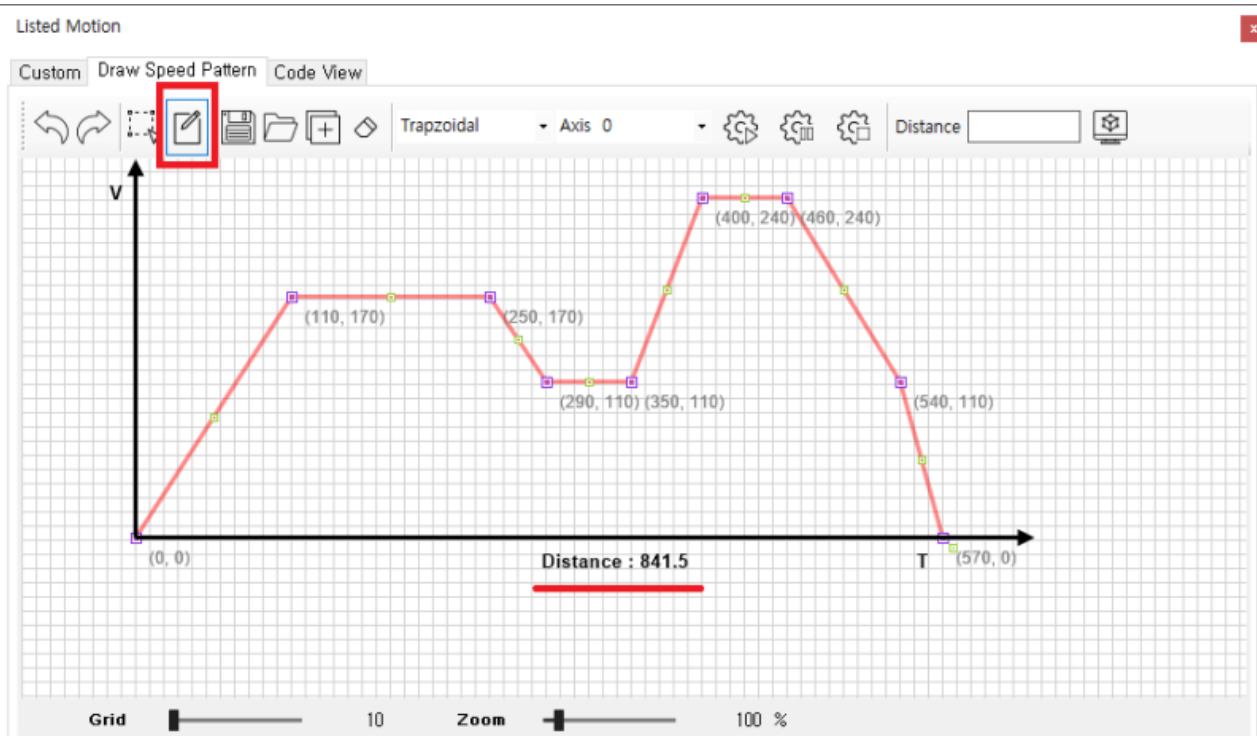 Listed Motion
x
Custom Draw Speed Pattern Code View
Trapzoidal Axis 0 Distance
V
(400, 240) (460, 240)
(110, 170) (250, 170)
(290, 110) (350, 110) (540, 110)
(0, 0) Distance : 841.5 T (570, 0)
Grid 10 Zoom 100 %